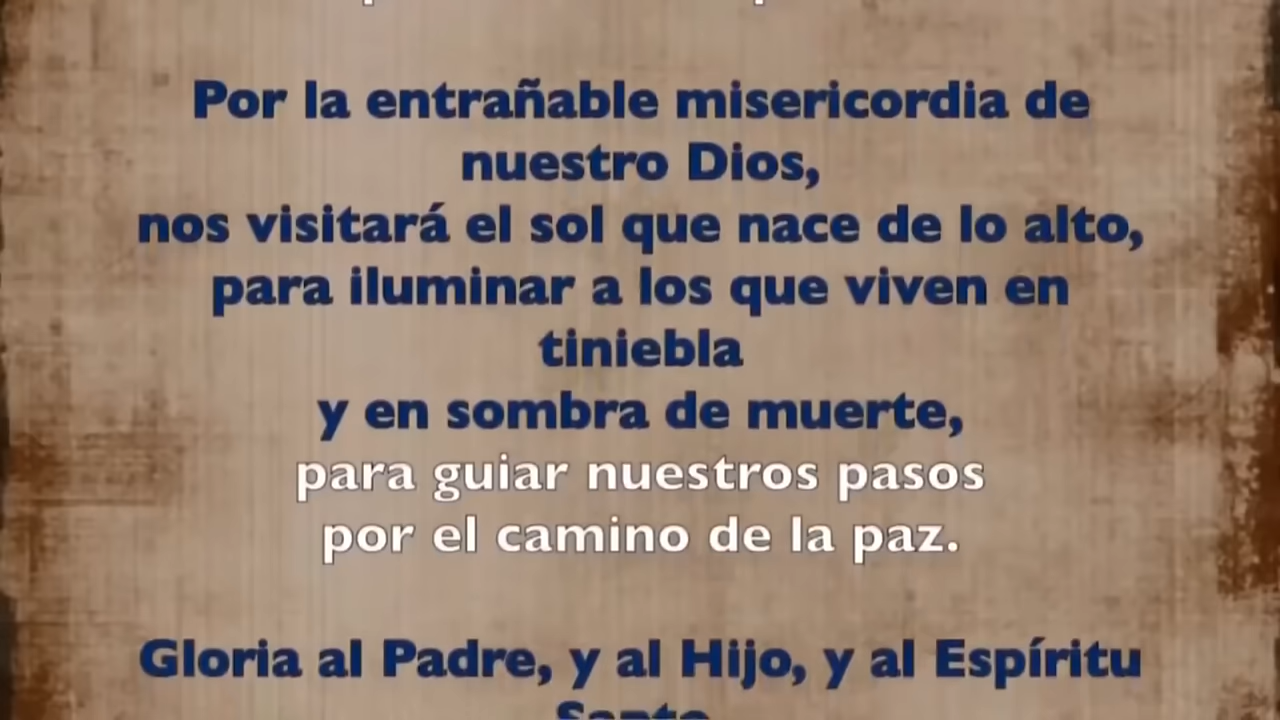 Por la entrañable misericordia de
nuestro Dios,
nos visitará el sol que nace de lo alto,
para iluminar a los que viven en
tiniebla
y en sombra de muerte,
para guiar nuestros pasos
por el camino de la paz.
Gloria al Padre, y al Hijo, y al Espíritu